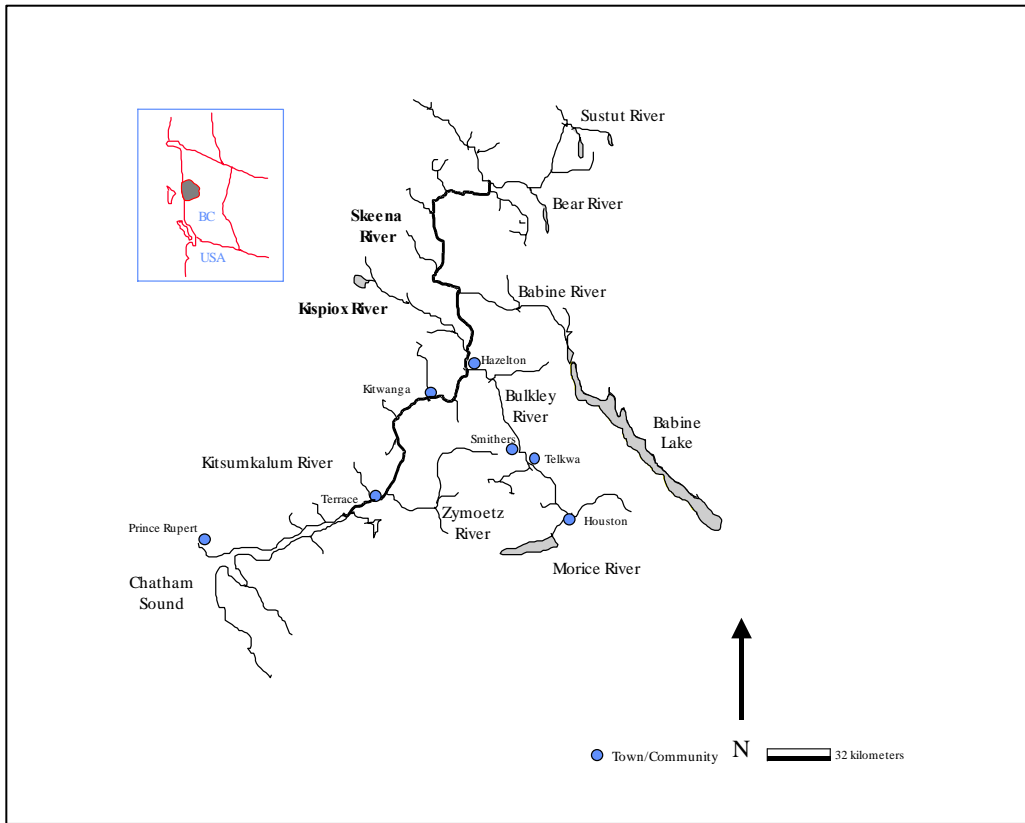 Sustut River
Bear River
Skeena
River
BC
USA
Babine River
Kispiox River
Hazelton
Kitwanga
Bulkley
River
Babine
Lake
Smithers
Telkwa
Kitsumkalum River
Terrace
Zymoetz
River
Houston
Prince Rupert
Morice River
Chatham
Sound
Town/Community
N
32 kilometers